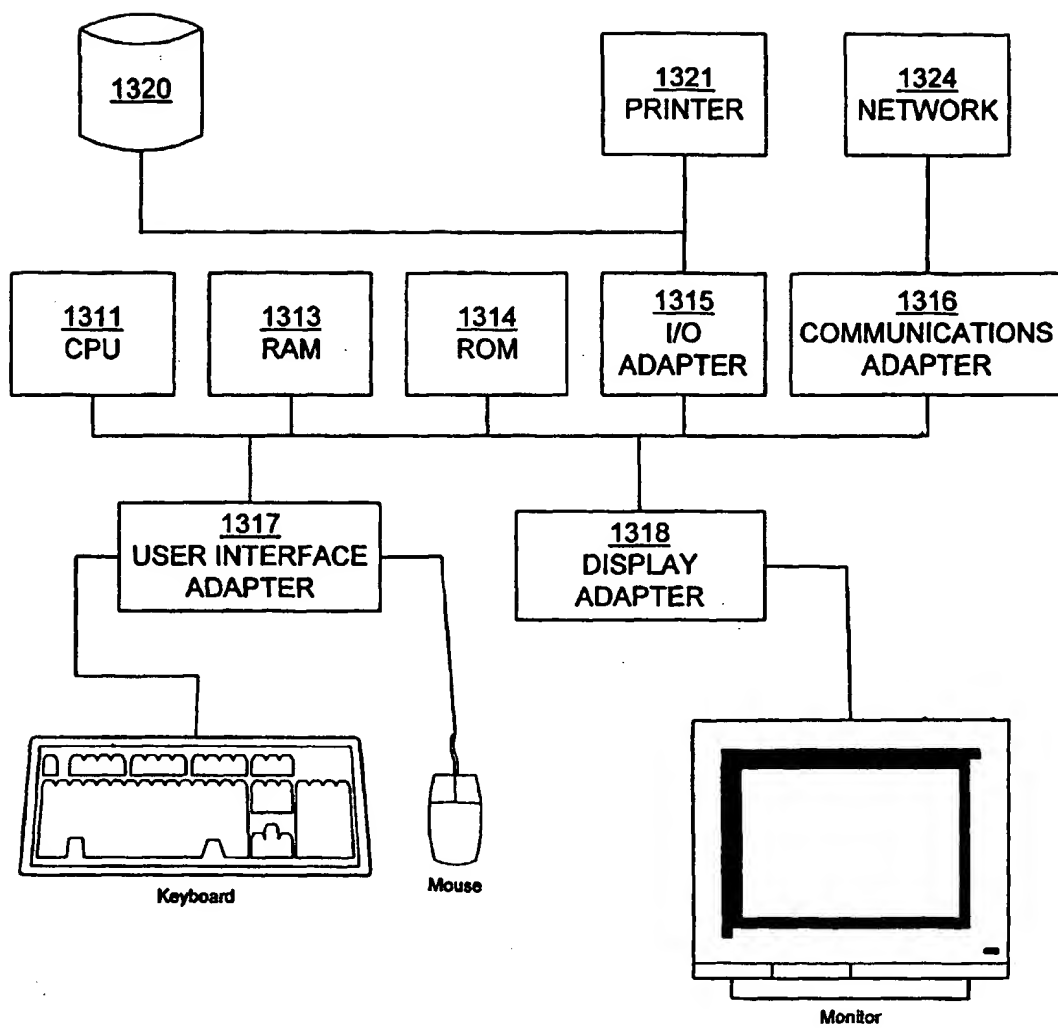 1320
1321
PRINTER
1324
NETWORK
1311
CPU
1313
RAM
1314
ROM
1315
I/O
ADAPTER
1316
COMMUNICATIONS
ADAPTER
1317
USER INTERFACE
ADAPTER
1318
DISPLAY
ADAPTER
Keyboard
Mouse
Monitor